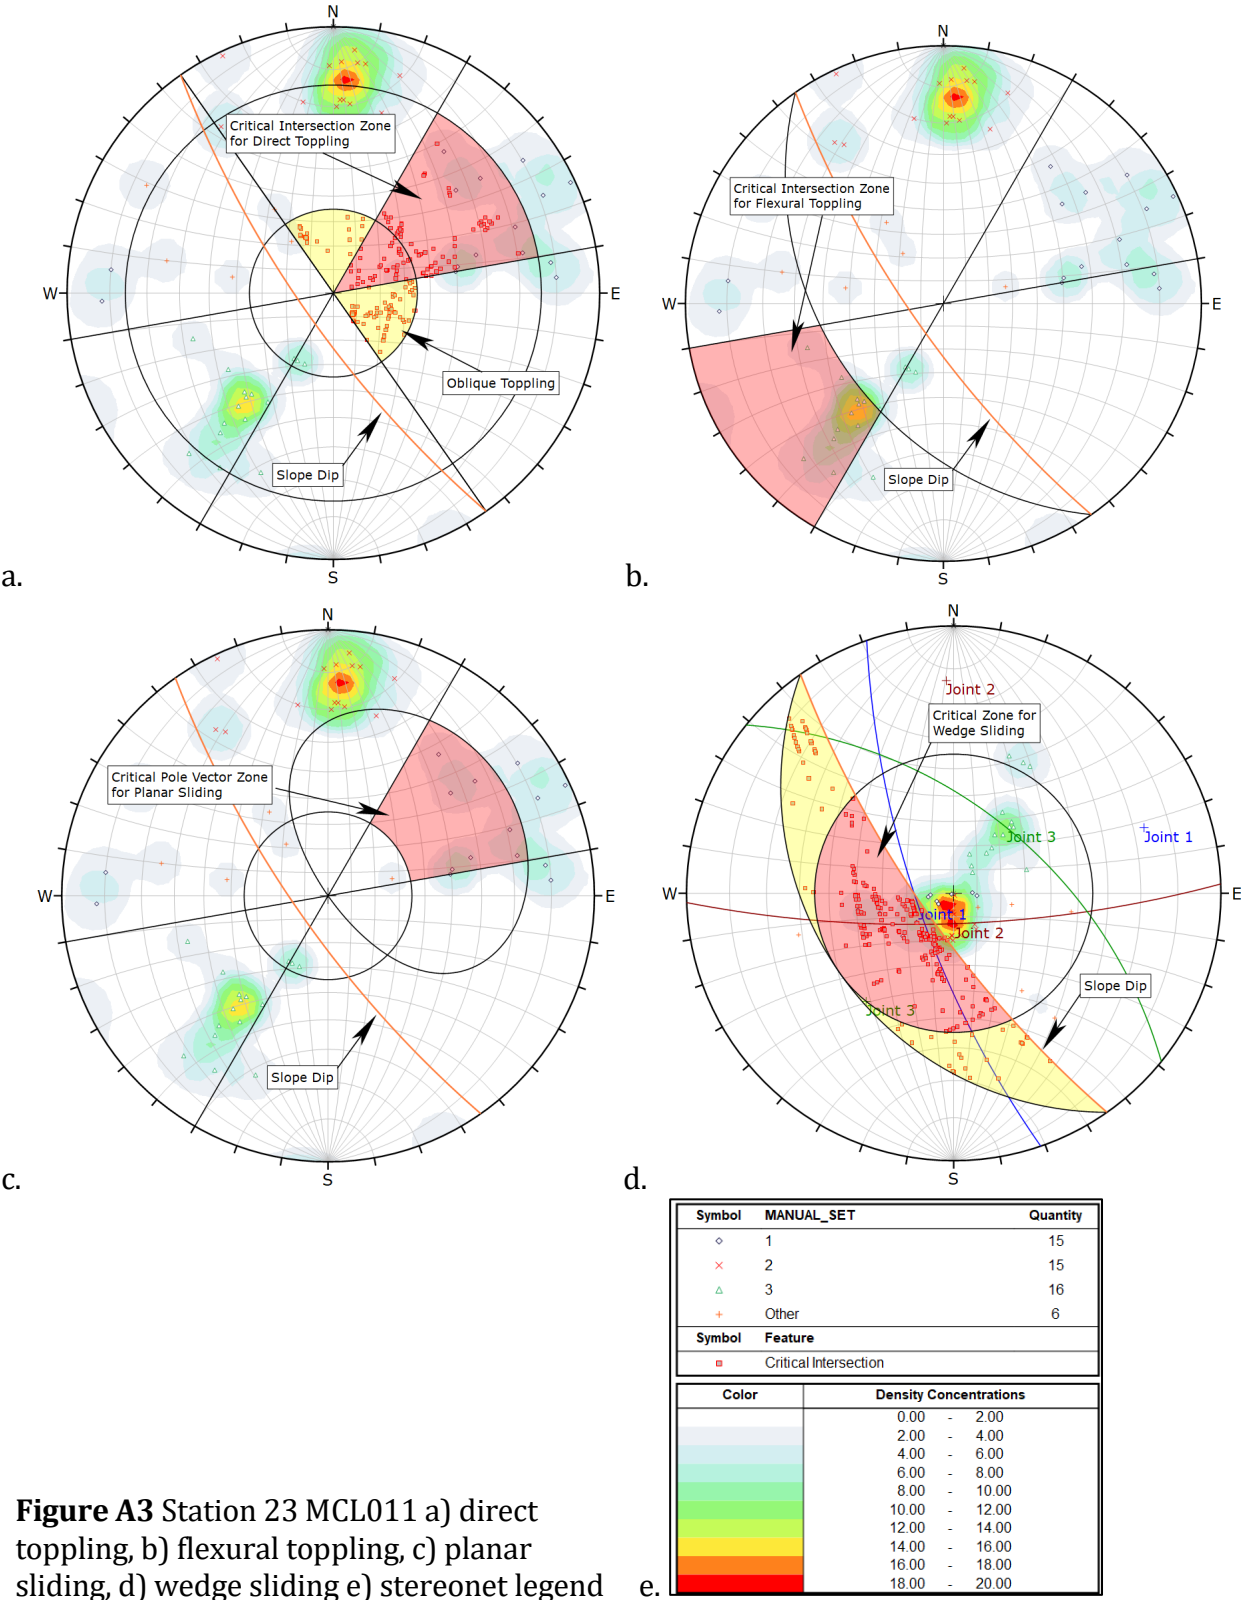 N
Critical Intersection Zone
for Direct Toppling
W
E
Oblique Toppling
Slope Dip
S
a.
N
Critical Intersection Zone
for Flexural Toppling
W
E
Slope Dip
S
b.
N
Critical Pole Vector Zone
for Planar Sliding
W
E
Slope Dip
S
c.
N
Joint 2
Critical Zone for
Wedge Sliding
Joint 3
Joint 1
W
E
Joint 1
Joint 2
Slope Dip
Joint 3
S
d.
Symbol MANUAL_SET Quantity
1 15
2 15
3 16
Other 6
Symbol Feature
Critical Intersection
Color Density Concentrations
0.00 - 2.00
2.00 - 4.00
4.00 - 6.00
6.00 - 8.00
8.00 - 10.00
10.00 - 12.00
12.00 - 14.00
14.00 - 16.00
16.00 - 18.00
18.00 - 20.00
e.
Figure A3 Station 23 MCL011 a) direct
toppling, b) flexural toppling, c) planar
sliding, d) wedge sliding e) stereonet legend